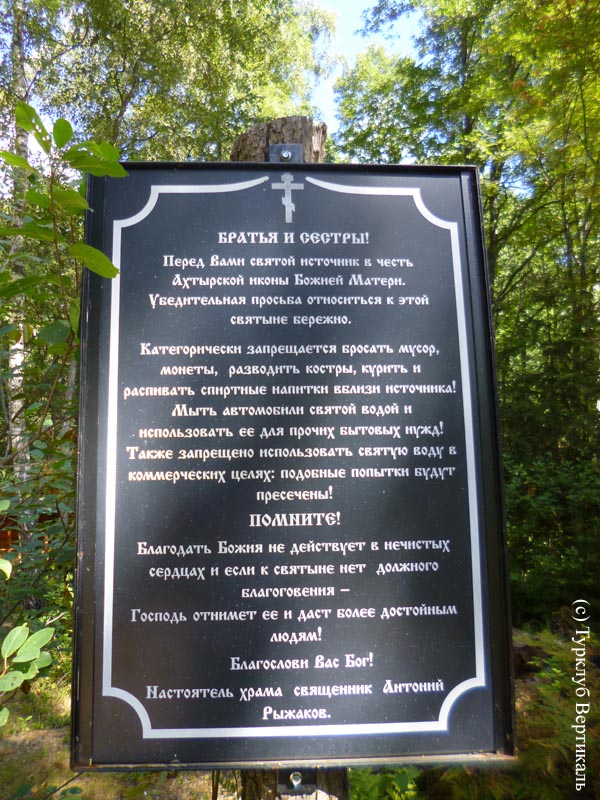 БРАТЬЯ И СЕСТРЫ!
Перед Вами святой источник в честь
Ахтырской иконы Божией Матери.
Убедительная просьба относиться к этой
святыне бережно.
Категорически запрещается бросать мусор,
монеты, разводить костры, курить и
распивать спиртные напитки вблизи источника!
Мыть автомобили святой водой и
использовать ее для прочих бытовых нужд!
Также запрещено использовать святую воду в
коммерческих целях: подобные попытки будут
пресечены!
ПОМНИТЕ!
Благодать Божия не действует в нечистых
сердцах и если к святыне нет должного
благоговения –
Господь отнимет ее и даст более достойным
людям!
Благослови Вас Бог!
Настоятель храма священник Антоний
Рыжаков.
(c) Турклуб Вертикаль